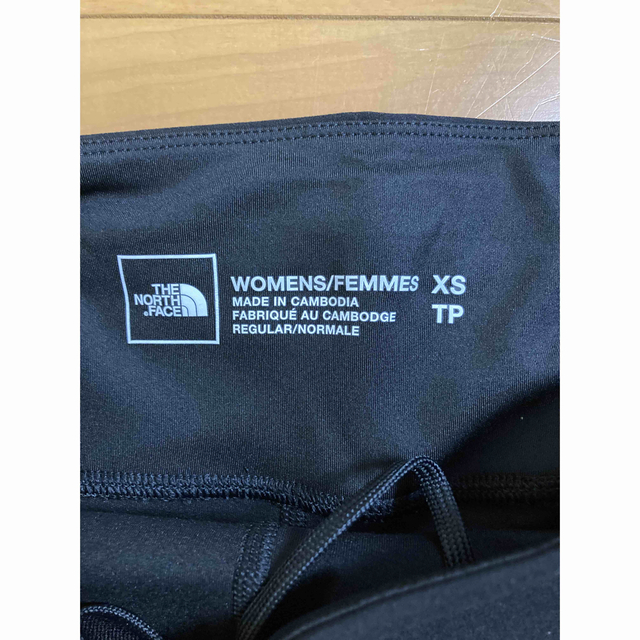 THE
NORTH
FACE
WOMENS/FEMMES XS
MADE IN CAMBODIA TP
FABRIQUÉ AU CAMBODGE
REGULAR/NORMALE